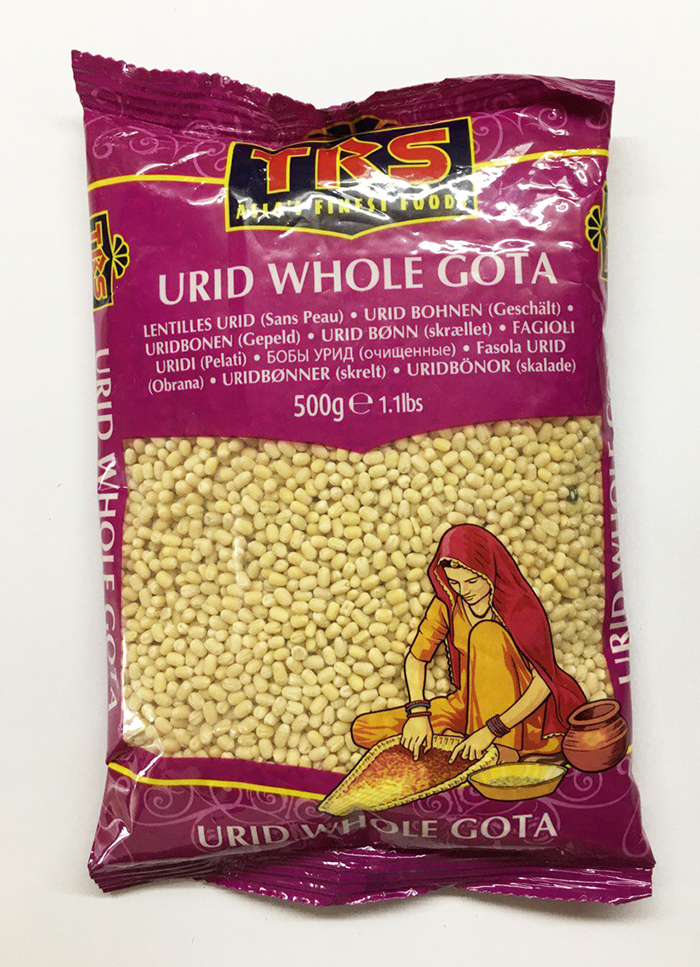 TRS
ASIA'S FINEST FOODS
URID WHOLE GOTA
LENTILLES URID (Sans Peau) • URID BOHNEN (Geschält) •
URIDBONEN (Gepeld) • URID BØNN (skrællet) • FAGIOLI
URIDI (Pelati) • БОБЫ УРИД (очищенные) • Fasola URID
(Obrana) • URIDBØNNER (skrelt) • URIDBÖNOR (skalade)
500g ℮ 1.1lbs
TRS
URID WHOLE GOTA
URID WHOLE GO
URID WHOLE GOTA